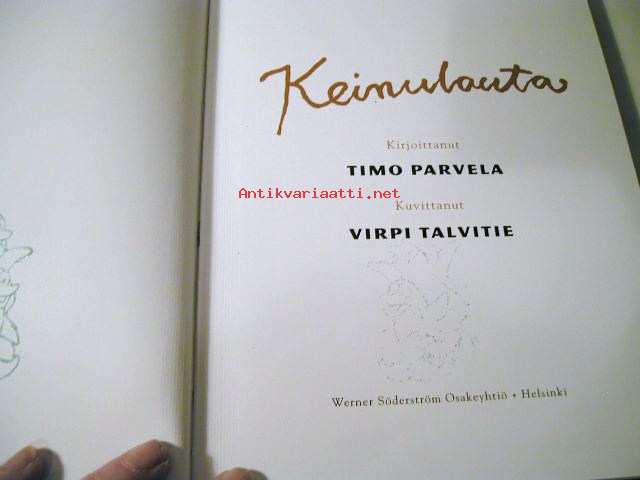 Keinulauta
Kirjoittanut
TIMO PARVELA
Antikvariaatti.net
Kuvittanut
VIRPI TALVITIE
Werner Söderström Osakeyhtiö • Helsinki